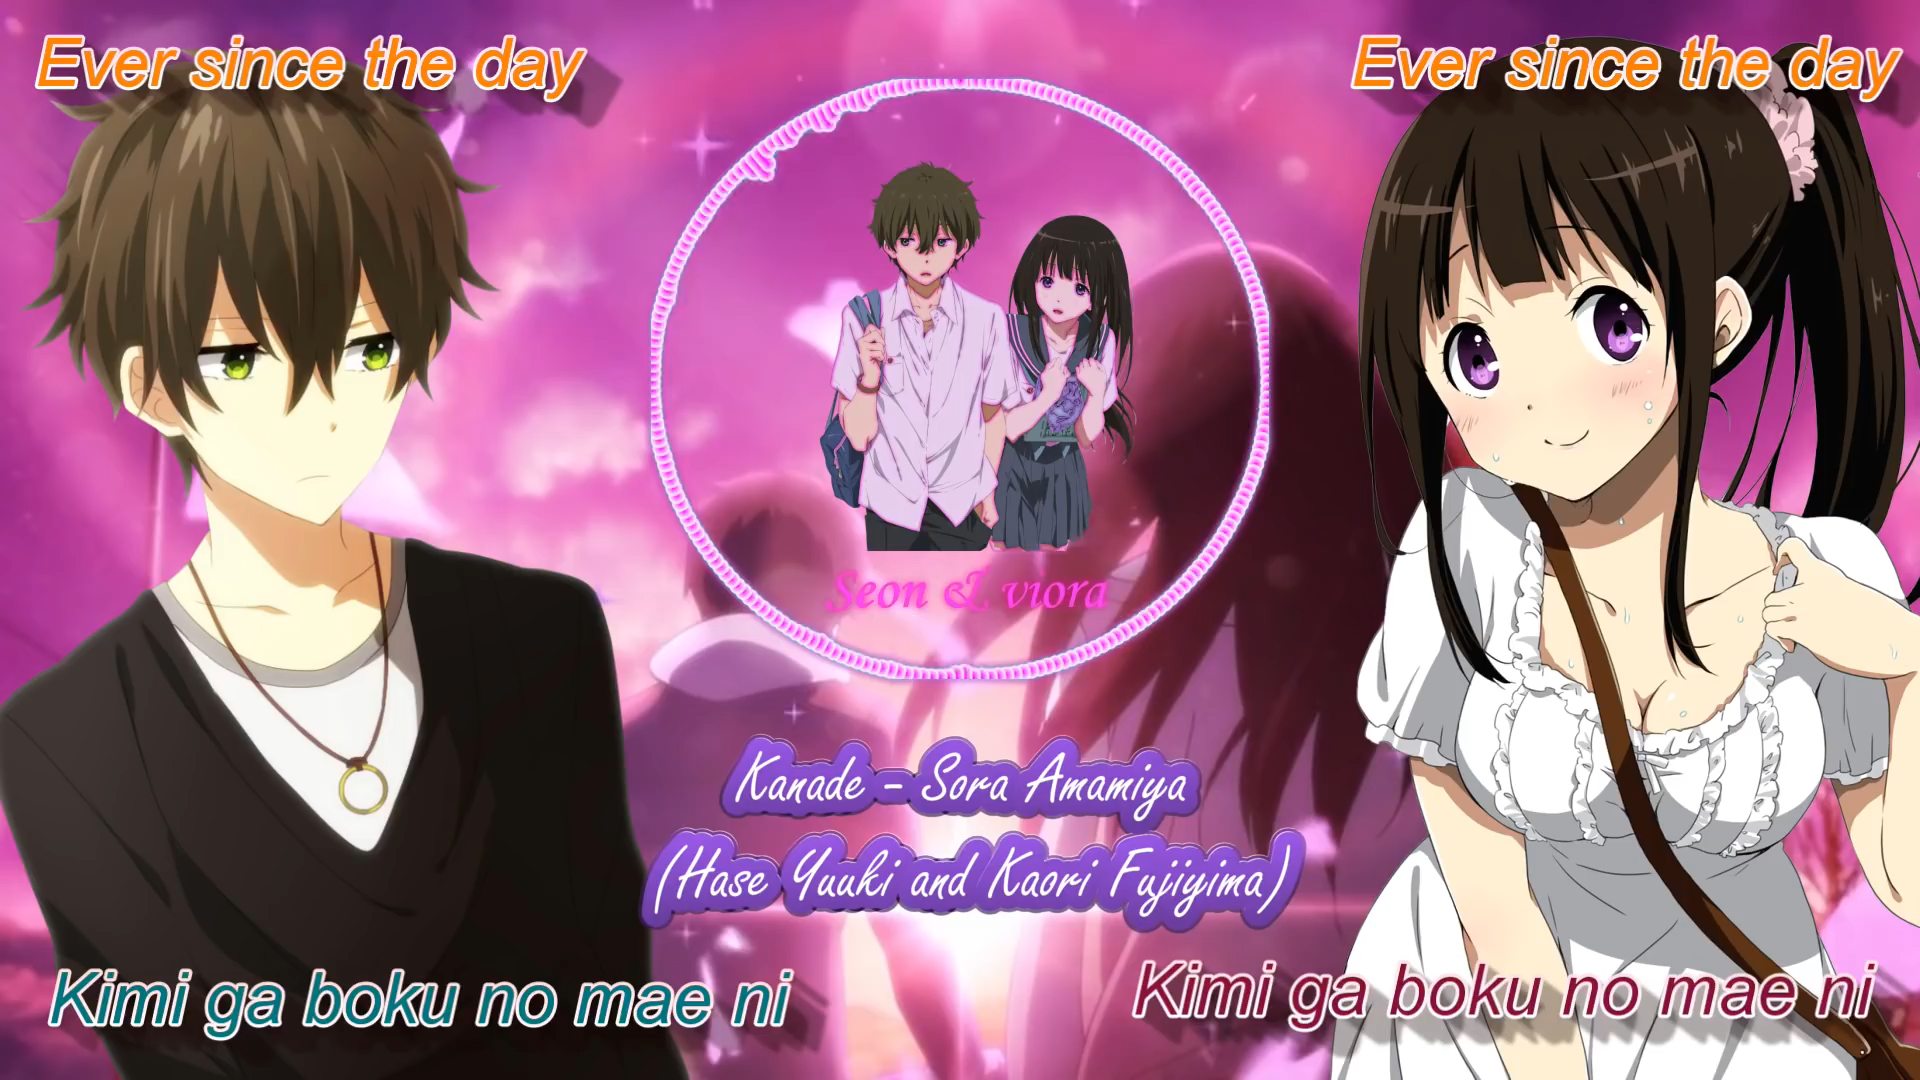 Ever since the day
Ever since the day
Seon & viora
Kanade - Sora Amamiya
(Hase Yuuki and Kaori Fujiyima)
Kimi ga boku no mae ni
Kimi ga boku no mae ni